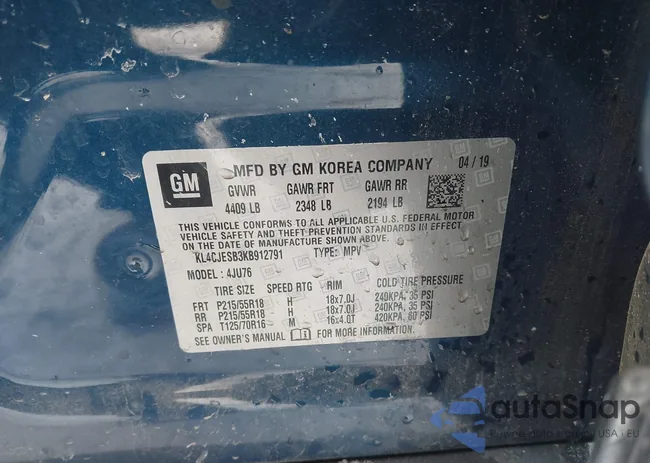 GM
MFD BY GM KOREA COMPANY 04/19
GVWR GAWR FRT GAWR RR
4409 LB 2348 LB 2194 LB
THIS VEHICLE CONFORMS TO ALL APPLICABLE U.S. FEDERAL MOTOR
VEHICLE SAFETY AND THEFT PREVENTION STANDARDS IN EFFECT
ON THE DATE OF MANUFACTURE SHOWN ABOVE.
KL4CJESB3KB912791 TYPE: MPV
MODEL: 4JU76
TIRE SIZE SPEED RTG RIM COLD TIRE PRESSURE
FRT P215/55R18 H 18x7.0J 240KPA, 35 PSI
RR P215/55R18 H 18x7.0J 240KPA, 35 PSI
SPA T125/70R16 M 16x4.0T 420KPA, 60 PSI
SEE OWNER'S MANUAL FOR MORE INFORMATION.
autaSnap